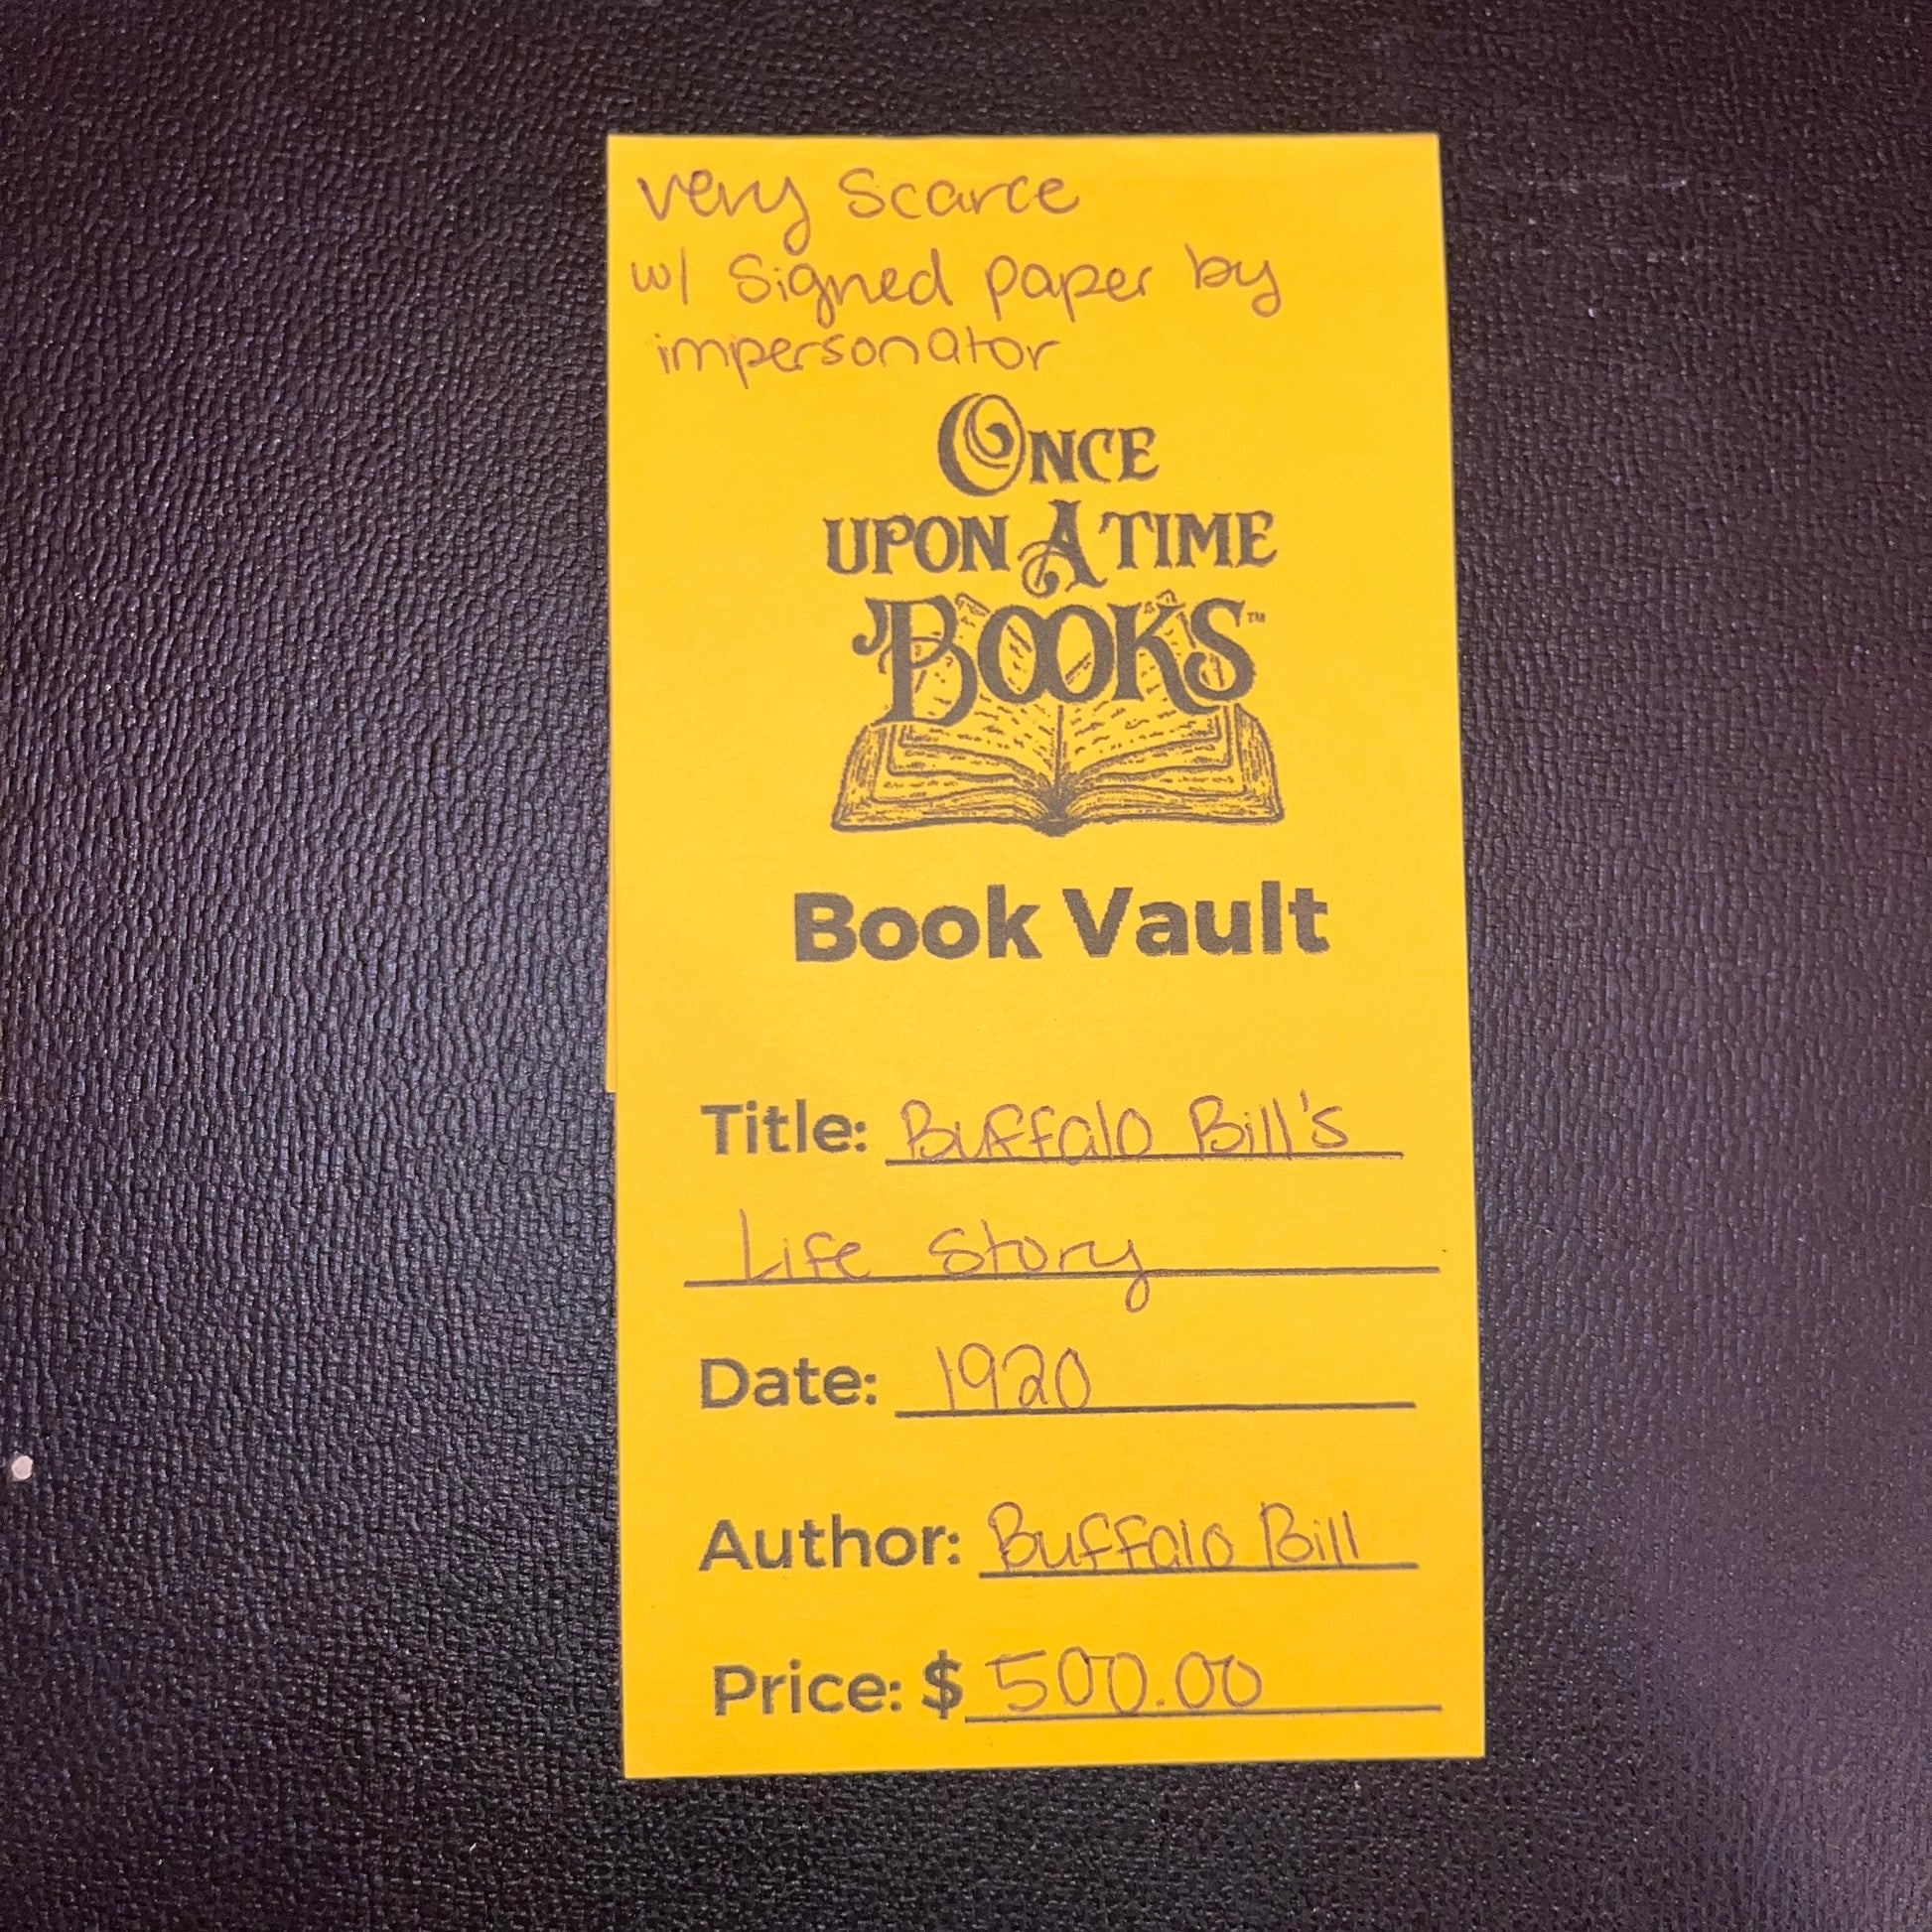 very scarce
w/ signed paper by
impersonator
ONCE
UPON A TIME
BOOKS™
Book Vault
Title: Buffalo Bill's
Life Story
Date: 1920
Author: Buffalo Bill
Price: $ 500.00